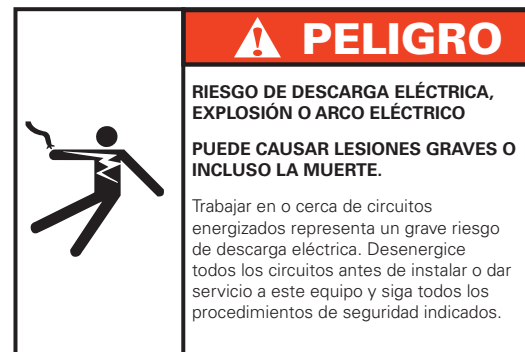 PELIGRO
RIESGO DE DESCARGA ELÉCTRICA,
EXPLOSIÓN O ARCO ELÉCTRICO
PUEDE CAUSAR LESIONES GRAVES O
INCLUSO LA MUERTE.
Trabajar en o cerca de circuitos
energizados representa un grave riesgo
de descarga eléctrica. Desenergice
todos los circuitos antes de instalar o dar
servicio a este equipo y siga todos los
procedimientos de seguridad indicados.